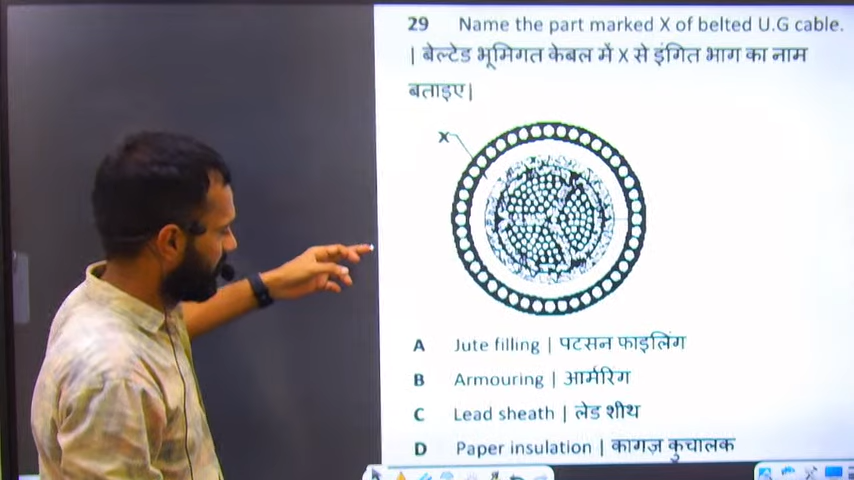 29 Name the part marked X of belted U.G cable.
| बेल्टेड भूमिगत केबल में X से इंगित भाग का नाम
बताइए|
X
A Jute filling | पटसन फाइलिंग
B Armouring | आर्मरिंग
C Lead sheath | लेड शीथ
D Paper insulation | कागज़ कुचालक